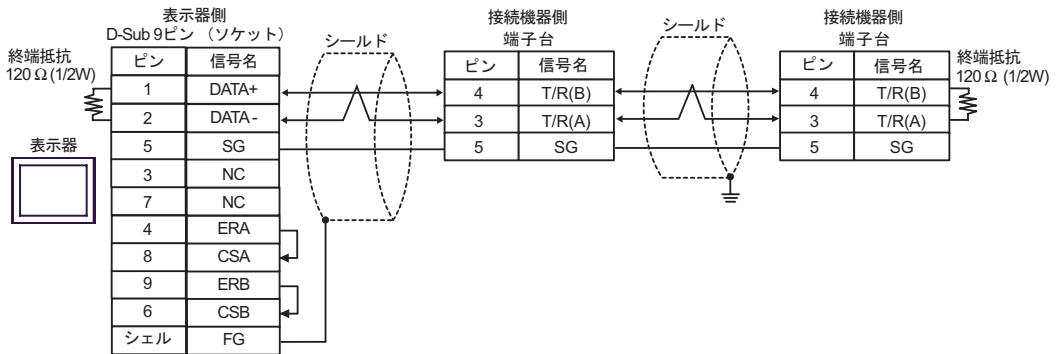 表示器側
D-Sub 9ピン （ソケット）
終端抵抗
120 Ω (1/2W)
ピン 信号名
1 DATA+
2 DATA-
5 SG
3 NC
7 NC
4 ERA
8 CSA
9 ERB
6 CSB
シェル FG
表示器
シールド
接続機器側
端子台
ピン 信号名
4 T/R(B)
3 T/R(A)
5 SG
シールド
接続機器側
端子台
ピン 信号名
4 T/R(B)
3 T/R(A)
5 SG
終端抵抗
120 Ω (1/2W)